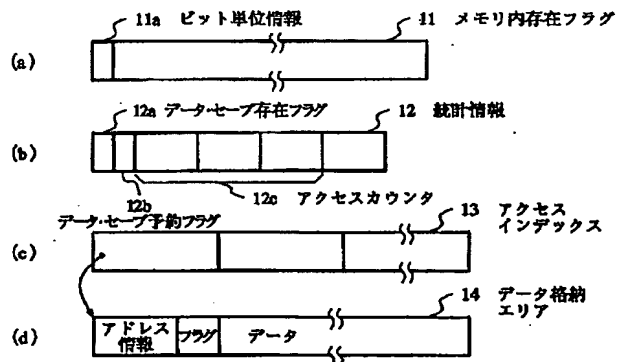 11a ビット単位情報
11 メモリ内存在フラグ
(a)
12a データ・セーブ存在フラグ
12 統計情報
(b)
12b
12c アクセスカウンタ
データ・セーブ予約フラグ
13 アクセス
インデックス
(c)
14 データ格納
エリア
(d)
アドレス
情報
フラグ
データ